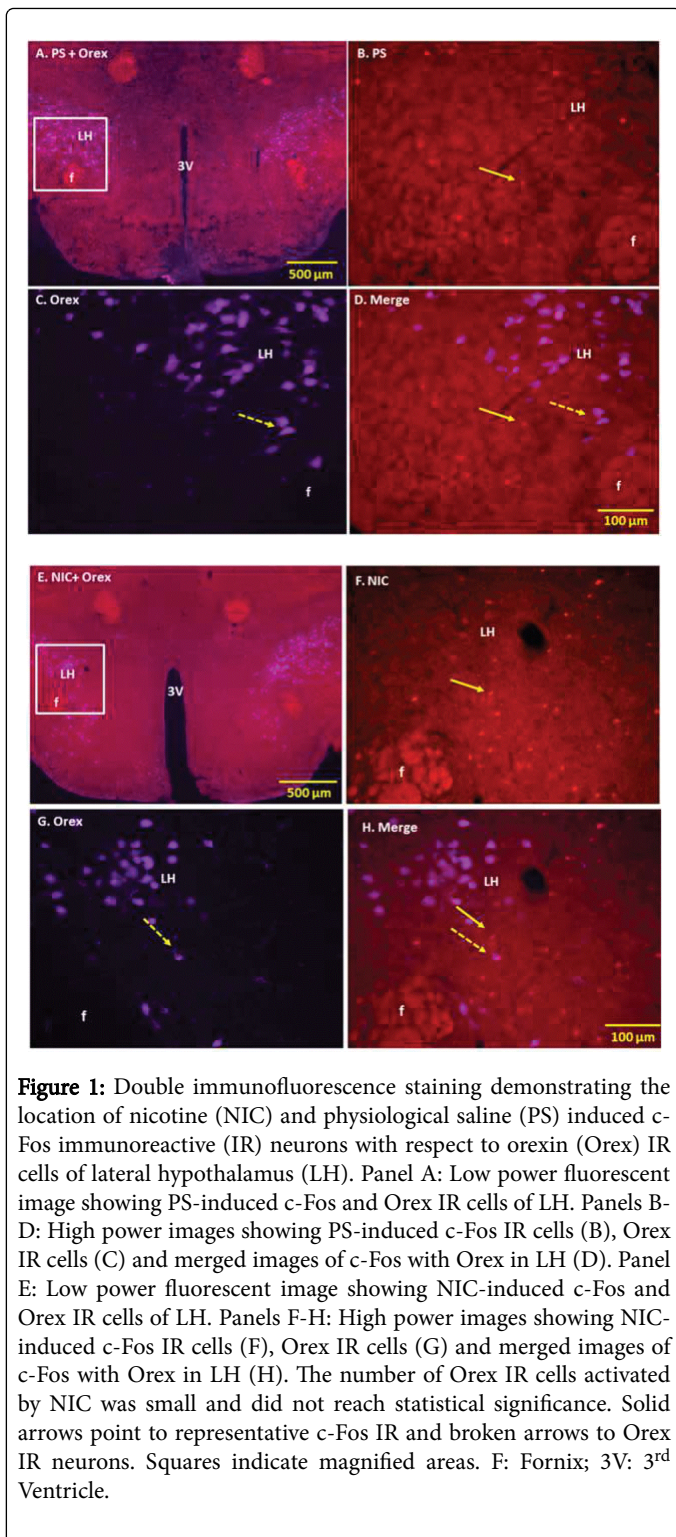 A. PS + Orex
B. PS
LH
LH
3V
f
f
500 µm
C. Orex
D. Merge
LH
LH
f
f
100 µm
E. NIC+ Orex
F. NIC
LH
LH
3V
f
f
500 µm
G. Orex
H. Merge
LH
LH
f
f
100 µm
Figure 1: Double immunofluorescence staining demonstrating the
location of nicotine (NIC) and physiological saline (PS) induced c-
Fos immunoreactive (IR) neurons with respect to orexin (Orex) IR
cells of lateral hypothalamus (LH). Panel A: Low power fluorescent
image showing PS-induced c-Fos and Orex IR cells of LH. Panels B-
D: High power images showing PS-induced c-Fos IR cells (B), Orex
IR cells (C) and merged images of c-Fos with Orex in LH (D). Panel
E: Low power fluorescent image showing NIC-induced c-Fos and
Orex IR cells of LH. Panels F-H: High power images showing NIC-
induced c-Fos IR cells (F), Orex IR cells (G) and merged images of
c-Fos with Orex in LH (H). The number of Orex IR cells activated
by NIC was small and did not reach statistical significance. Solid
arrows point to representative c-Fos IR and broken arrows to Orex
IR neurons. Squares indicate magnified areas. F: Fornix; 3V: 3rd
Ventricle.